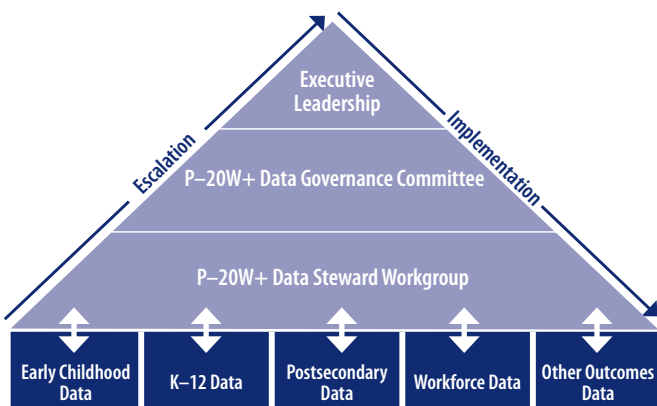 Executive
Leadership
Escalation
Implementation
P–20W+ Data Governance Committee
P–20W+ Data Steward Workgroup
Early Childhood
Data
K–12 Data
Postsecondary
Data
Workforce Data
Other Outcomes
Data